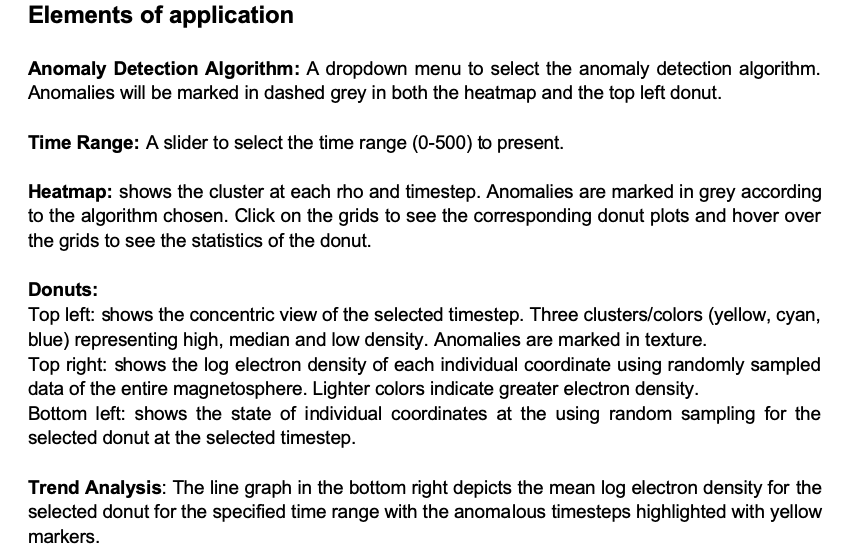 Elements of application
Anomaly Detection Algorithm: A dropdown menu to select the anomaly detection algorithm.
Anomalies will be marked in dashed grey in both the heatmap and the top left donut.
Time Range: A slider to select the time range (0-500) to present.
Heatmap: shows the cluster at each rho and timestep. Anomalies are marked in grey according
to the algorithm chosen. Click on the grids to see the corresponding donut plots and hover over
the grids to see the statistics of the donut.
Donuts:
Top left: shows the concentric view of the selected timestep. Three clusters/colors (yellow, cyan,
blue) representing high, median and low density. Anomalies are marked in texture.
Top right: shows the log electron density of each individual coordinate using randomly sampled
data of the entire magnetosphere. Lighter colors indicate greater electron density.
Bottom left: shows the state of individual coordinates at the using random sampling for the
selected donut at the selected timestep.
Trend Analysis: The line graph in the bottom right depicts the mean log electron density for the
selected donut for the specified time range with the anomalous timesteps highlighted with yellow
markers.